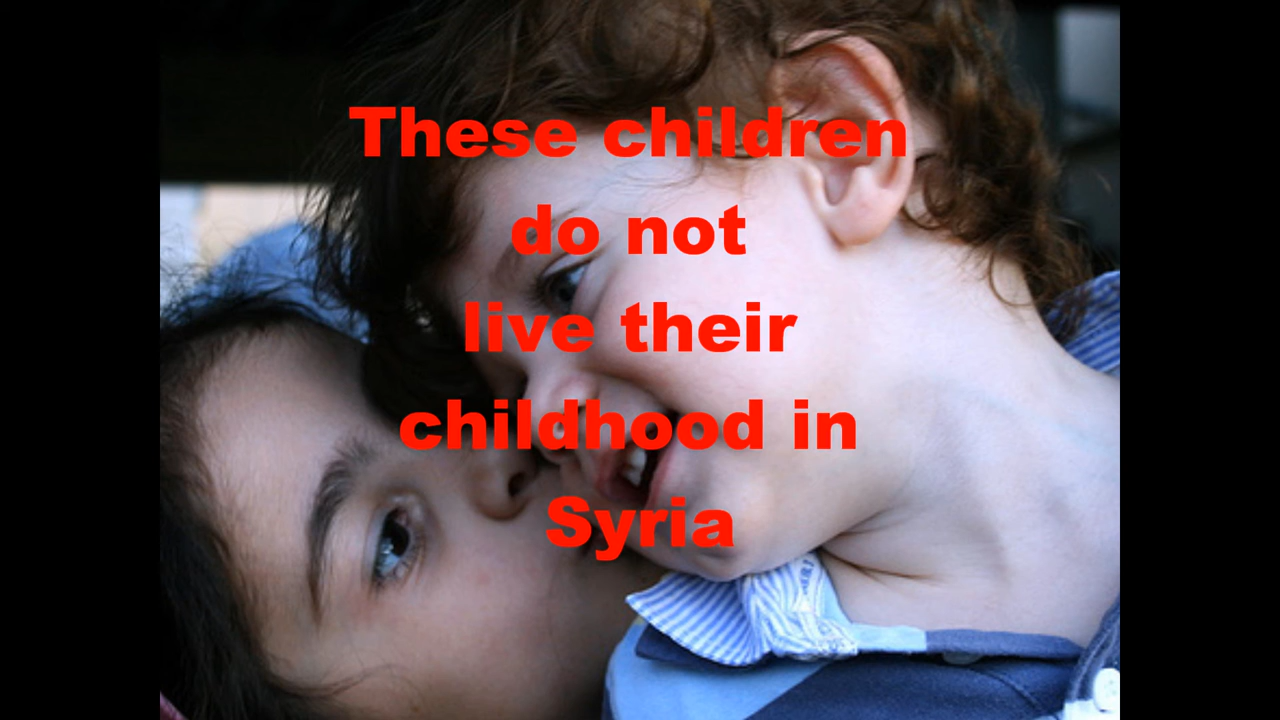 These children
do not
live their
childhood in
Syria